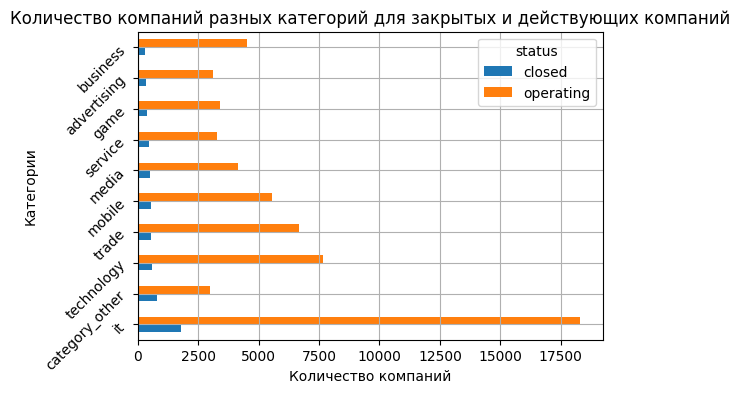 Количество компаний разных категорий для закрытых и действующих компаний
status
closed
operating
Категории
business
advertising
game
service
media
mobile
trade
technology
category_other
it
0 2500 5000 7500 10000 12500 15000 17500
Количество компаний